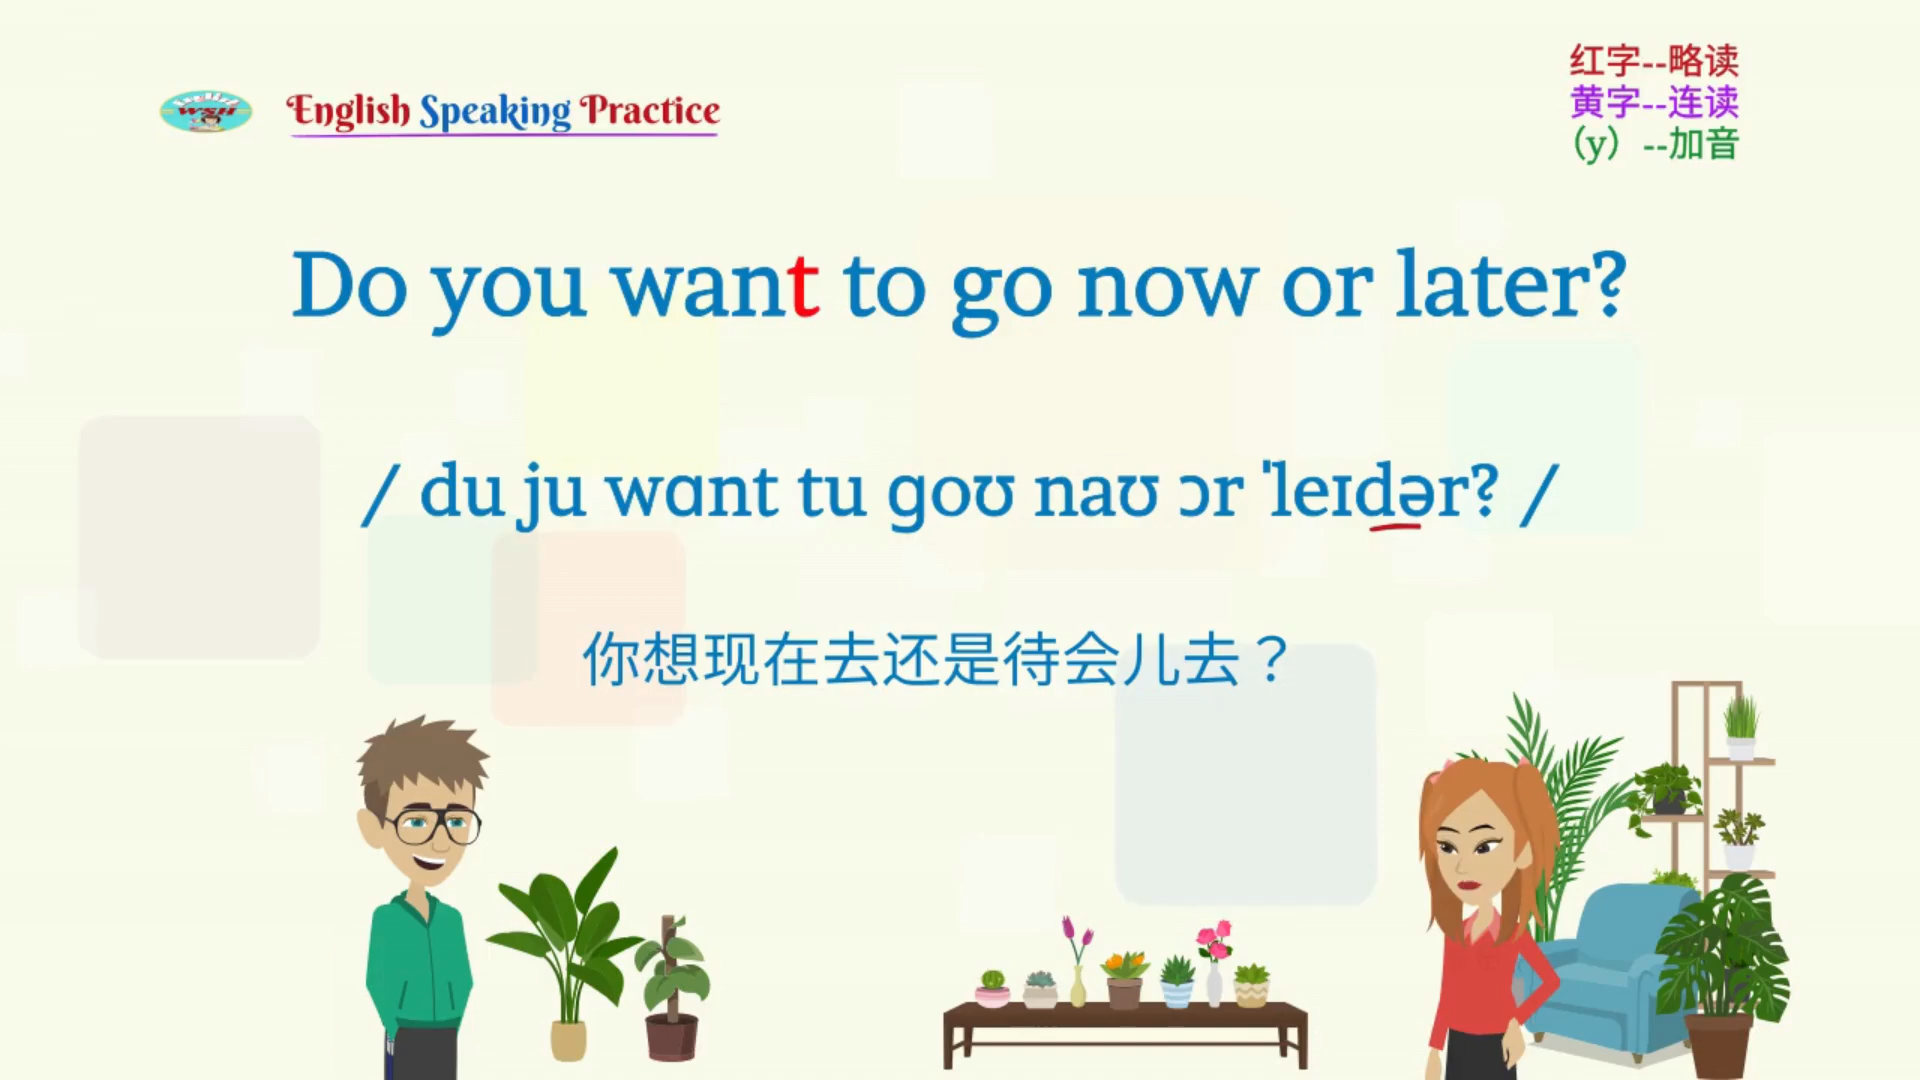 红字--略读
黄字--连读
（y）--加音
WSH
English Speaking Practice
Do you want to go now or later?
/ du ju wɑnt tu ɡoʊ naʊ ɔr ˈleɪdər? /
你想现在去还是待会儿去？